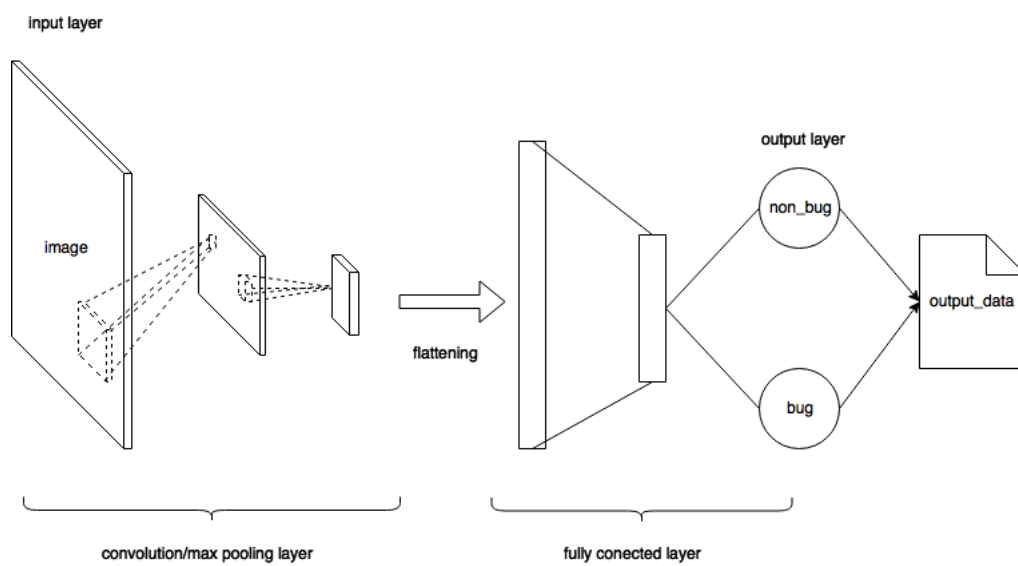 input layer
image
flattening
output layer
non_bug
bug
output_data
convolution/max pooling layer
fully conected layer